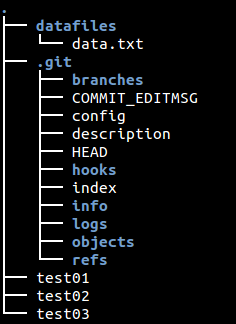 .
datafiles
data.txt
.git
branches
COMMIT_EDITMSG
config
description
HEAD
hooks
index
info
logs
objects
refs
test01
test02
test03